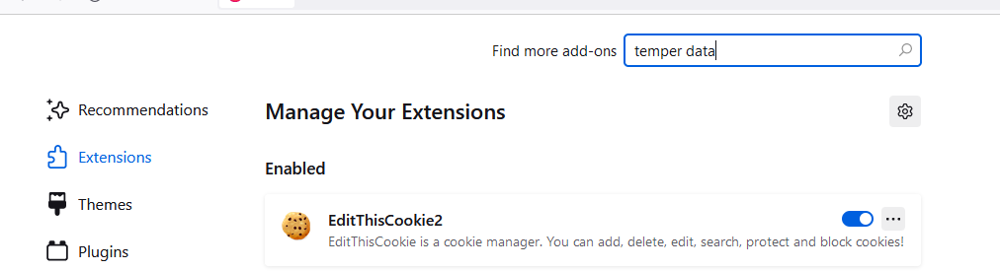 Find more add-ons temper data
Recommendations
Manage Your Extensions
Extensions
Enabled
Themes
EditThisCookie2
EditThisCookie is a cookie manager. You can add, delete, edit, search, protect and block cookies!
Plugins